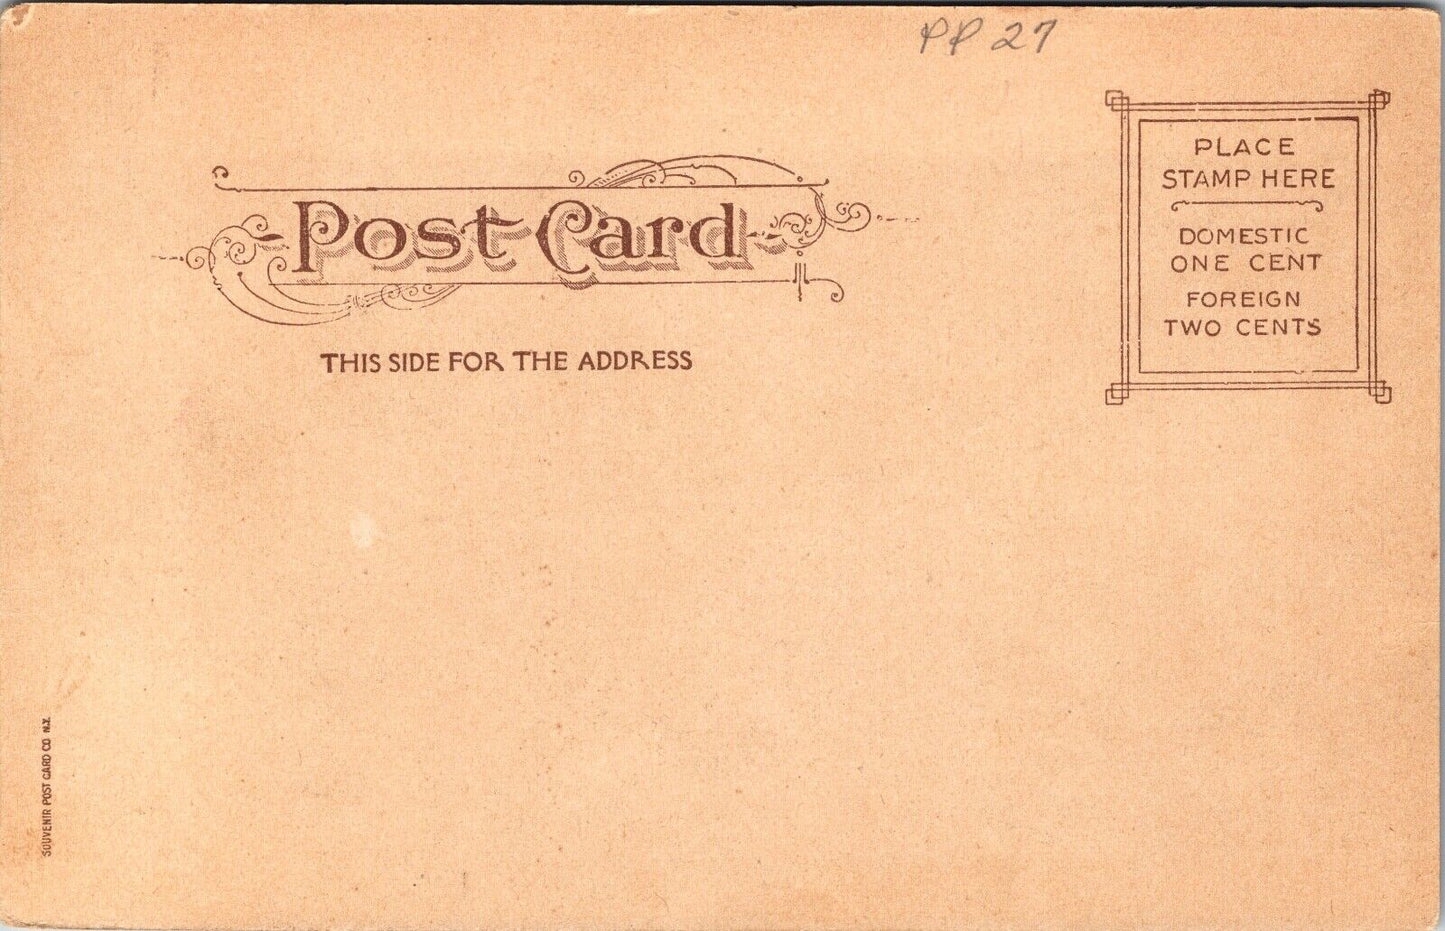 PP 27
Post Card
THIS SIDE FOR THE ADDRESS
PLACE
STAMP HERE
DOMESTIC
ONE CENT
FOREIGN
TWO CENTS
SOUVENIR POST CARD CO N.Y.